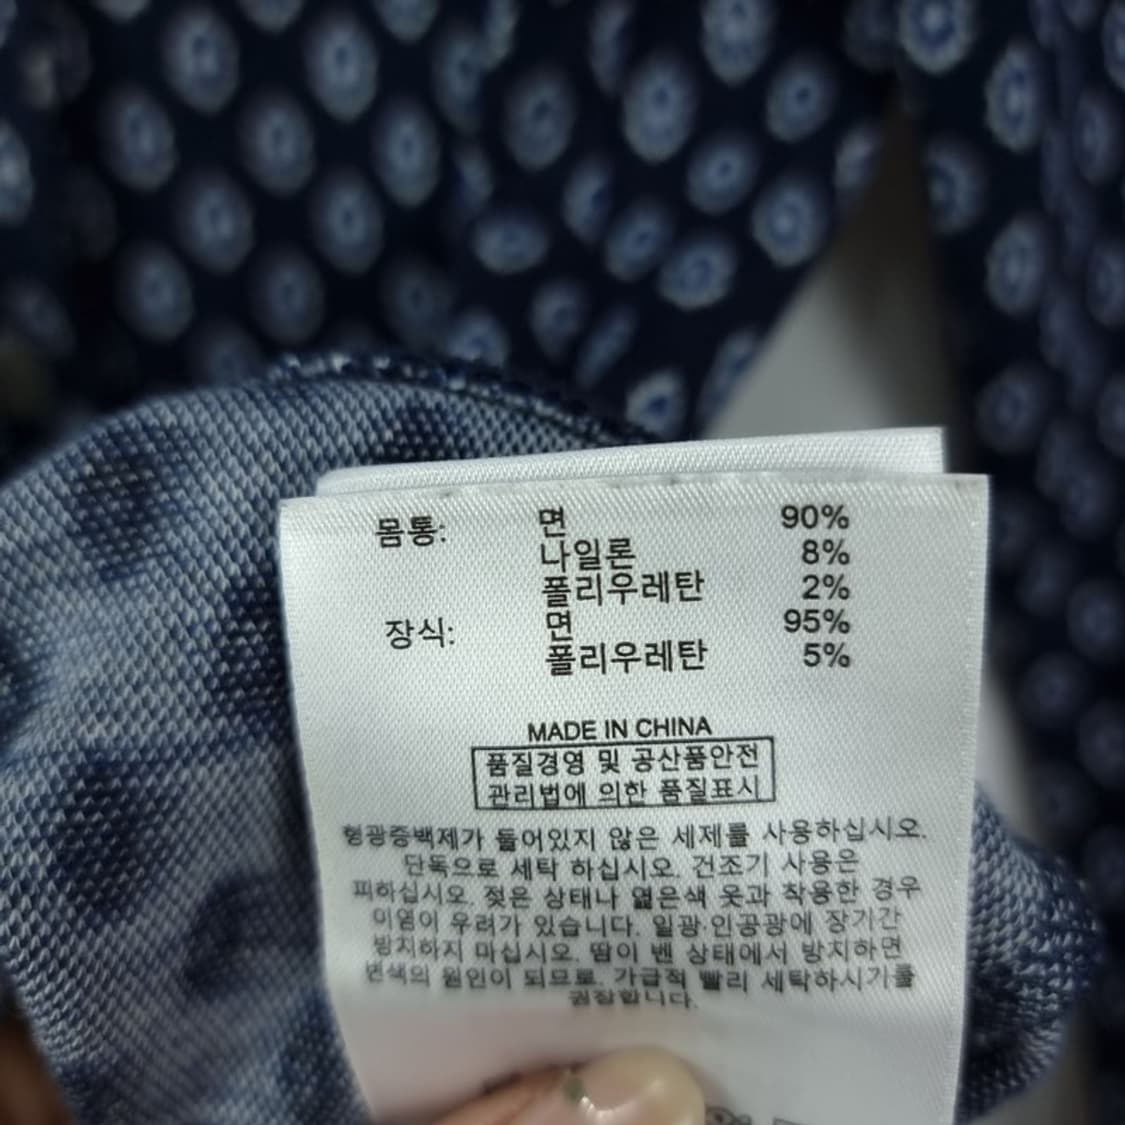 몸통: 면 90%
나일론 8%
폴리우레탄 2%
장식: 면 95%
폴리우레탄 5%
MADE IN CHINA
품질경영 및 공산품안전
관리법에 의한 품질표시
형광증백제가 들어있지 않은 세제를 사용하십시오.
단독으로 세탁 하십시오. 건조기 사용은
피하십시오. 젖은 상태나 엷은색 옷과 착용한 경우
이염이 우려가 있습니다. 일광·인공광에 장기간
방치하지 마십시오. 땀이 벤 상태에서 방치하면
변색의 원인이 되므로. 가급적 빨리 세탁하시기를
권장합니다.